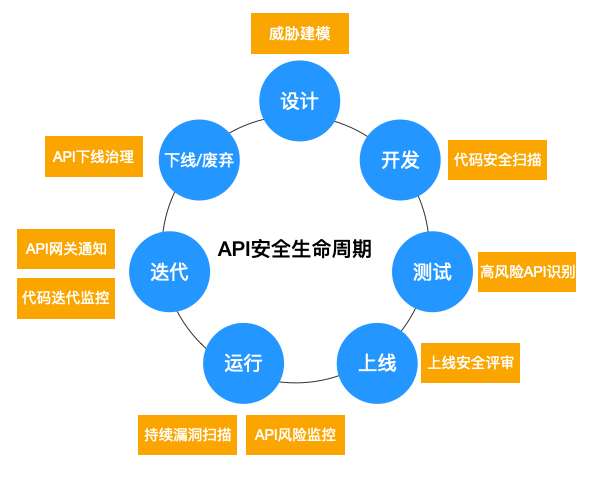 威胁建模
设计
API下线治理
下线/废弃
开发
代码安全扫描
API安全生命周期
API网关通知
代码迭代监控
迭代
测试
高风险API识别
运行
上线
上线安全评审
持续漏洞扫描
API风险监控